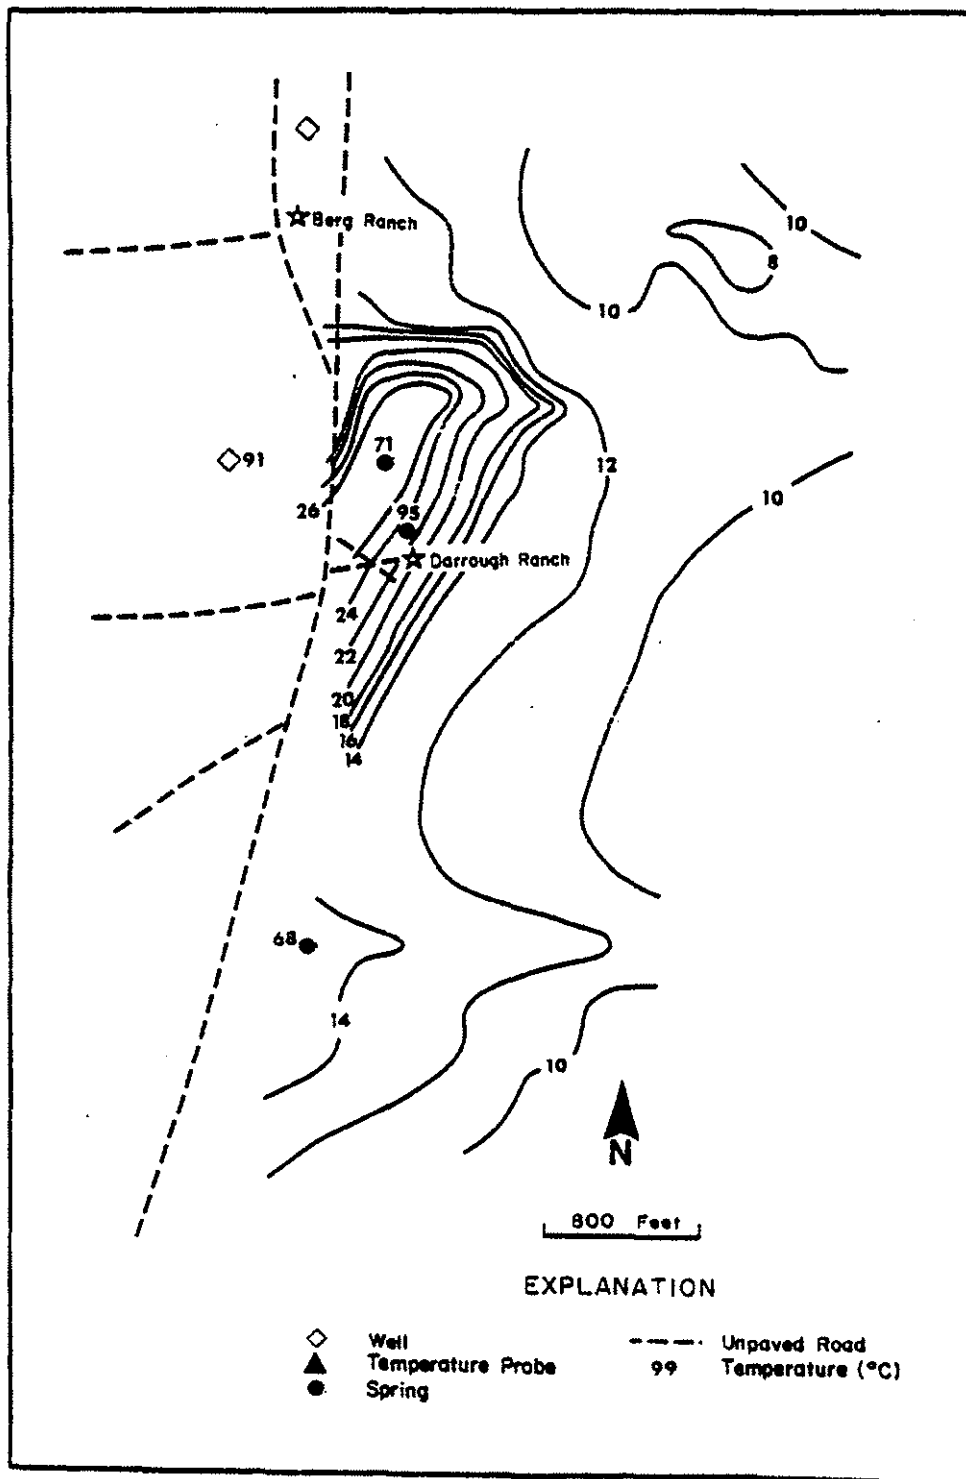 Berg Ranch
10
8
10
71
91
12
10
26
95
Darrough Ranch
24
22
20
18
16
14
68
14
10
N
800 Feet
EXPLANATION
Well
Unpaved Road
Temperature Probe
99 Temperature (°C)
Spring